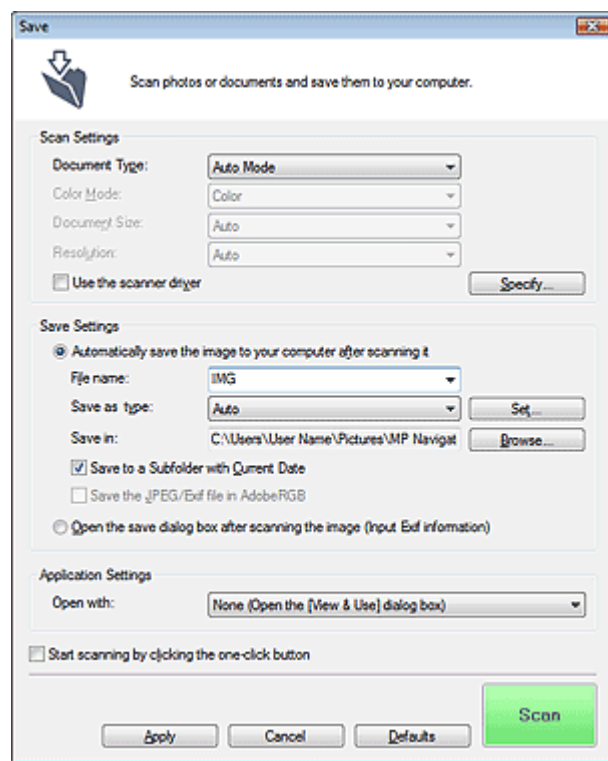 Save
Scan photos or documents and save them to your computer.
Scan Settings
Document Type: Auto Mode
Color Mode: Color
Document Size: Auto
Resolution: Auto
Use the scanner driver Specify...
Save Settings
Automatically save the image to your computer after scanning it
File name: IMG
Save as type: Auto Set...
Save in: C:\Users\User Name\Pictures\MP Navigat Browse...
Save to a Subfolder with Current Date
Save the JPEG/Exif file in AdobeRGB
Open the save dialog box after scanning the image (Input Exif information)
Application Settings
Open with: None (Open the [View & Use] dialog box)
Start scanning by clicking the one-click button
Apply Cancel Defaults Scan